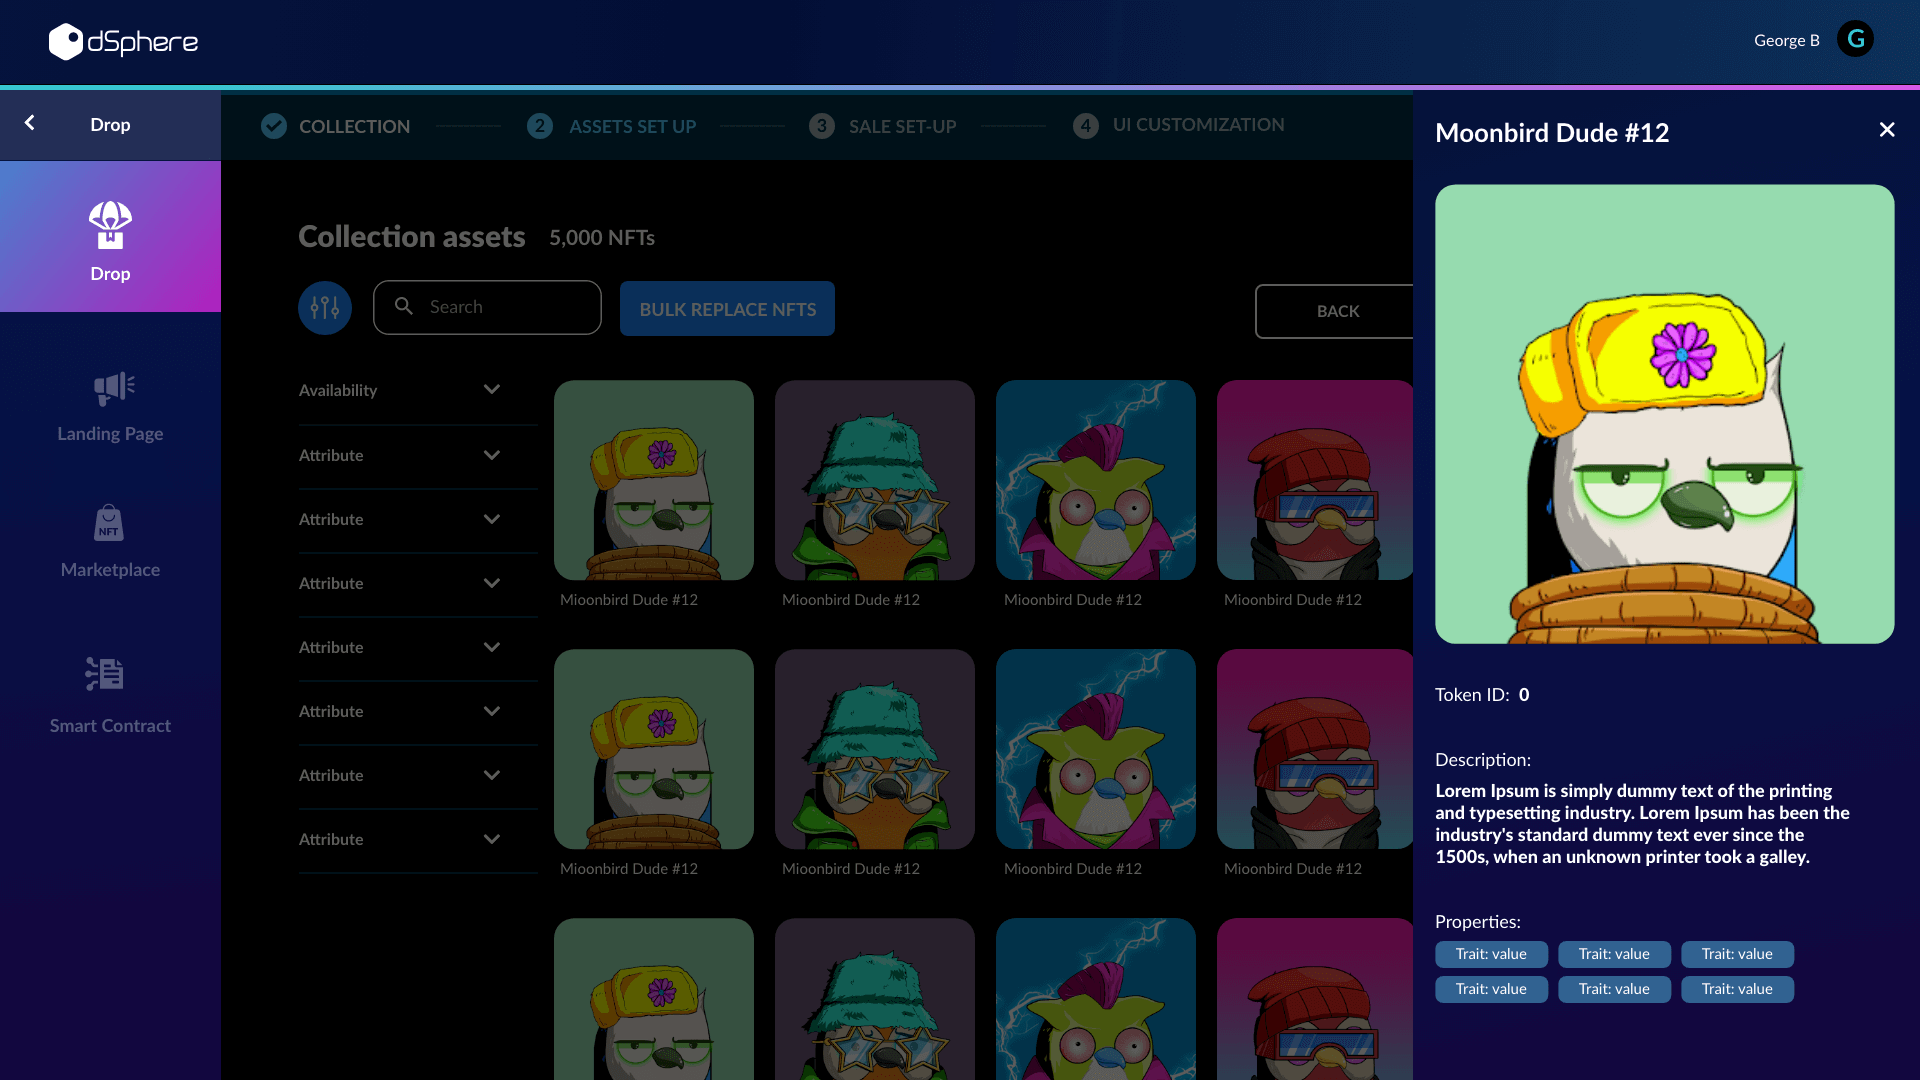 dSphere
George B
G
Drop
COLLECTION
2 ASSETS SET UP
3 SALE SET-UP
4 UI CUSTOMIZATION
Drop
Landing Page
NFT
Marketplace
Smart Contract
Collection assets 5,000 NFTs
Search
BULK REPLACE NFTS
BACK
Availability
Attribute
Attribute
Attribute
Attribute
Attribute
Attribute
Attribute
Mioonbird Dude #12
Mioonbird Dude #12
Mioonbird Dude #12
Mioonbird Dude #12
Mioonbird Dude #12
Mioonbird Dude #12
Mioonbird Dude #12
Mioonbird Dude #12
Moonbird Dude #12
Token ID: 0
Description:
Lorem Ipsum is simply dummy text of the printing
and typesetting industry. Lorem Ipsum has been the
industry's standard dummy text ever since the
1500s, when an unknown printer took a galley.
Properties:
Trait: value Trait: value Trait: value
Trait: value Trait: value Trait: value